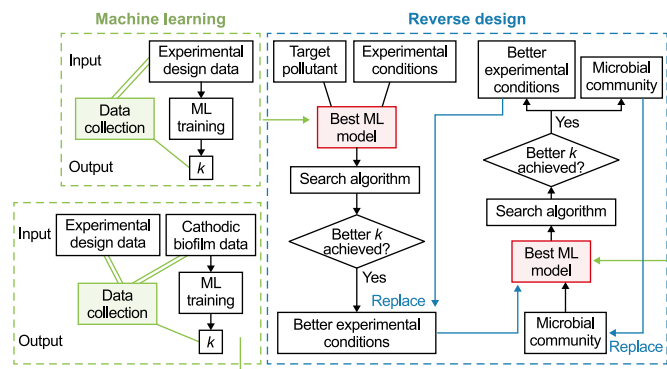 Machine learning
Input
Experimental
design data
Data
collection
ML
training
Output
k
Input
Experimental
design data
Cathodic
biofilm data
Data
collection
ML
training
Output
k
Reverse design
Target
pollutant
Experimental
conditions
Best ML
model
Search algorithm
Better k
achieved?
Yes
Replace
Better experimental
conditions
Better
experimental
conditions
Microbial
community
Yes
Better k
achieved?
Search algorithm
Best ML
model
Microbial
community
Replace